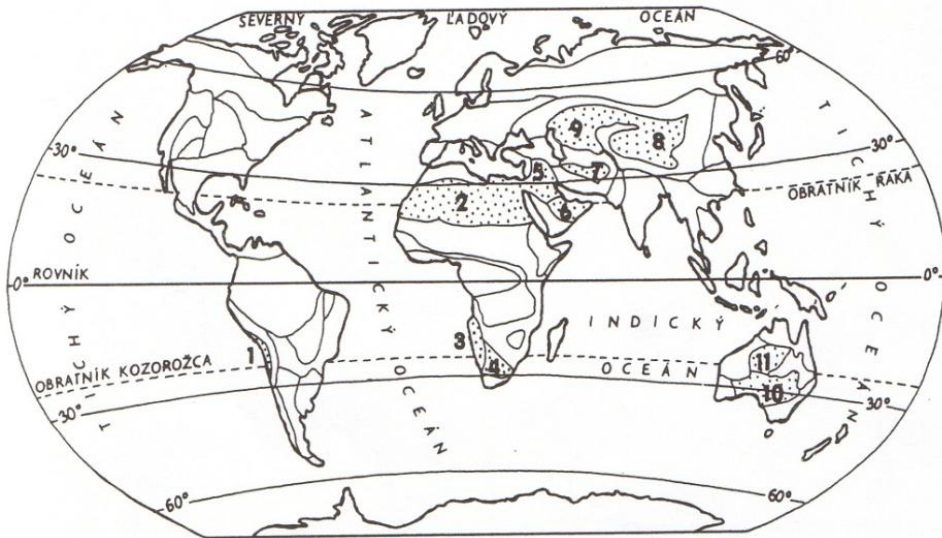 SEVERNÝ ĽADOVÝ OCEÁN
60°
ATLANTICKÝ OCEÁN
TICHÝ OCEÁN
TICHÝ OCEÁN
9
8
30°
5
7
30°
2
6
OBRATNÍK RAKA
ROVNÍK
0°
0°
INDICKÝ
OCEÁN
1
3
4
11
10
OBRATNÍK KOZOROŽCA
30°
30°
60°
60°